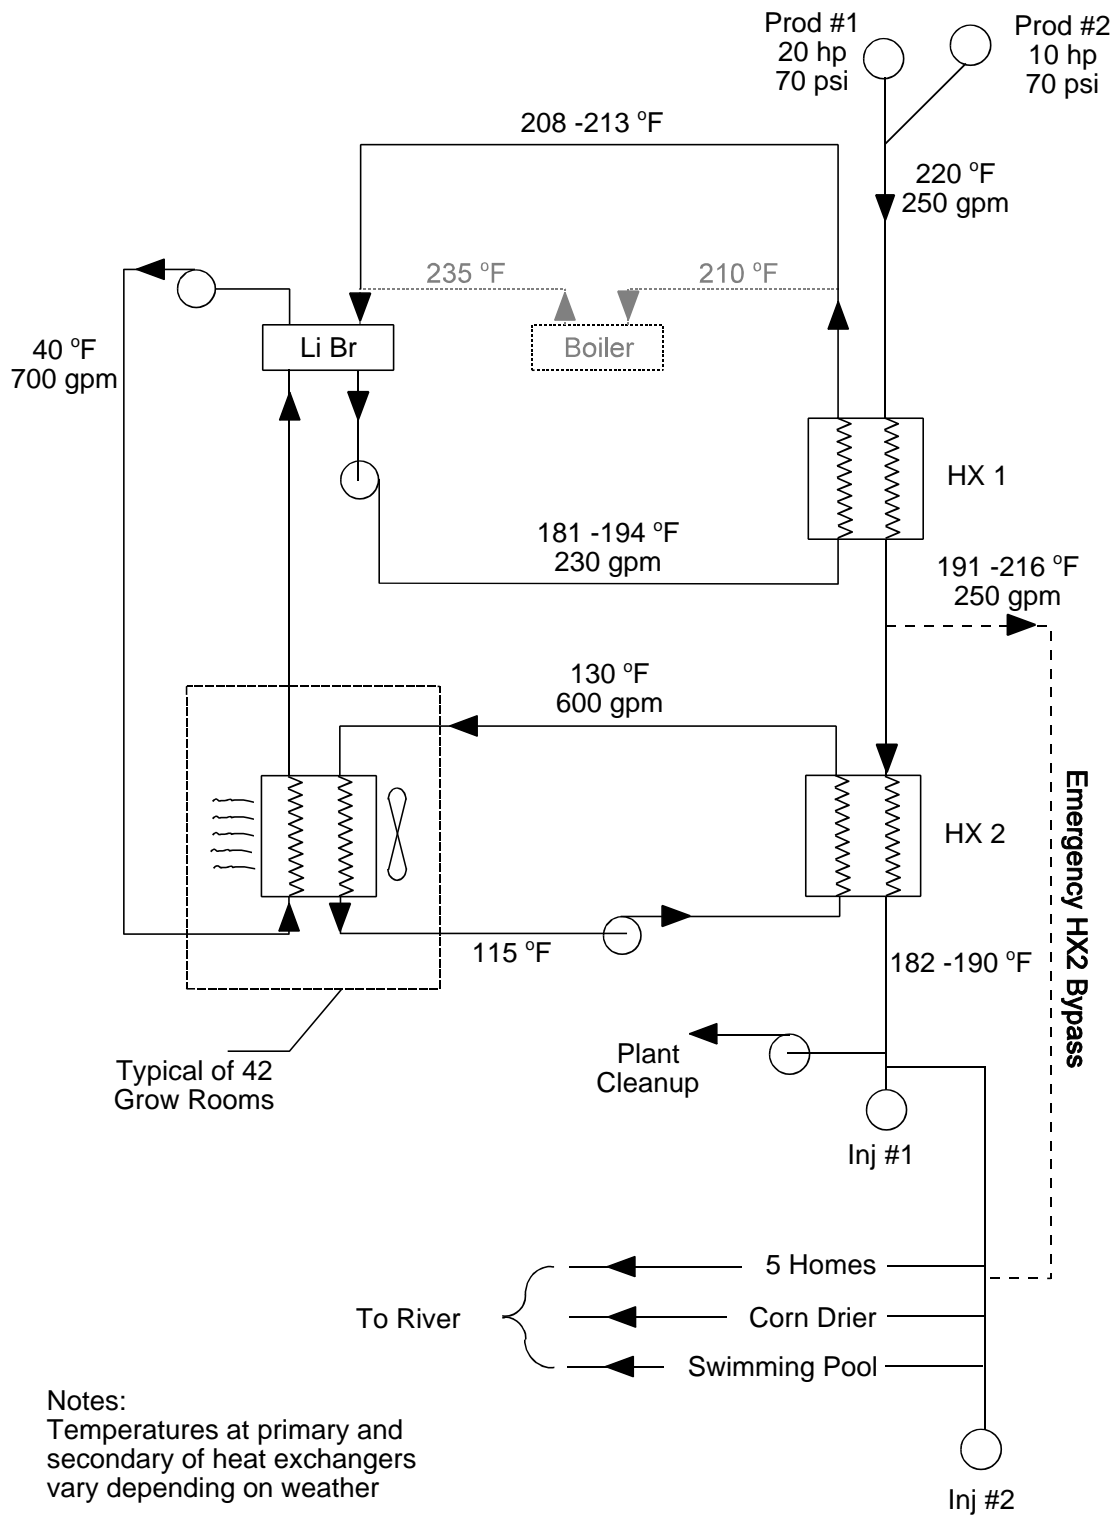 Prod #1
20 hp
70 psi
Prod #2
10 hp
70 psi
208 -213 °F
220 °F
250 gpm
235 °F
210 °F
Li Br
Boiler
40 °F
700 gpm
HX 1
181 -194 °F
230 gpm
191 -216 °F
250 gpm
130 °F
600 gpm
HX 2
Emergency HX2 Bypass
115 °F
182 -190 °F
Plant
Cleanup
Typical of 42
Grow Rooms
Inj #1
5 Homes
To River
Corn Drier
Swimming Pool
Notes:
Temperatures at primary and
secondary of heat exchangers
vary depending on weather
Inj #2